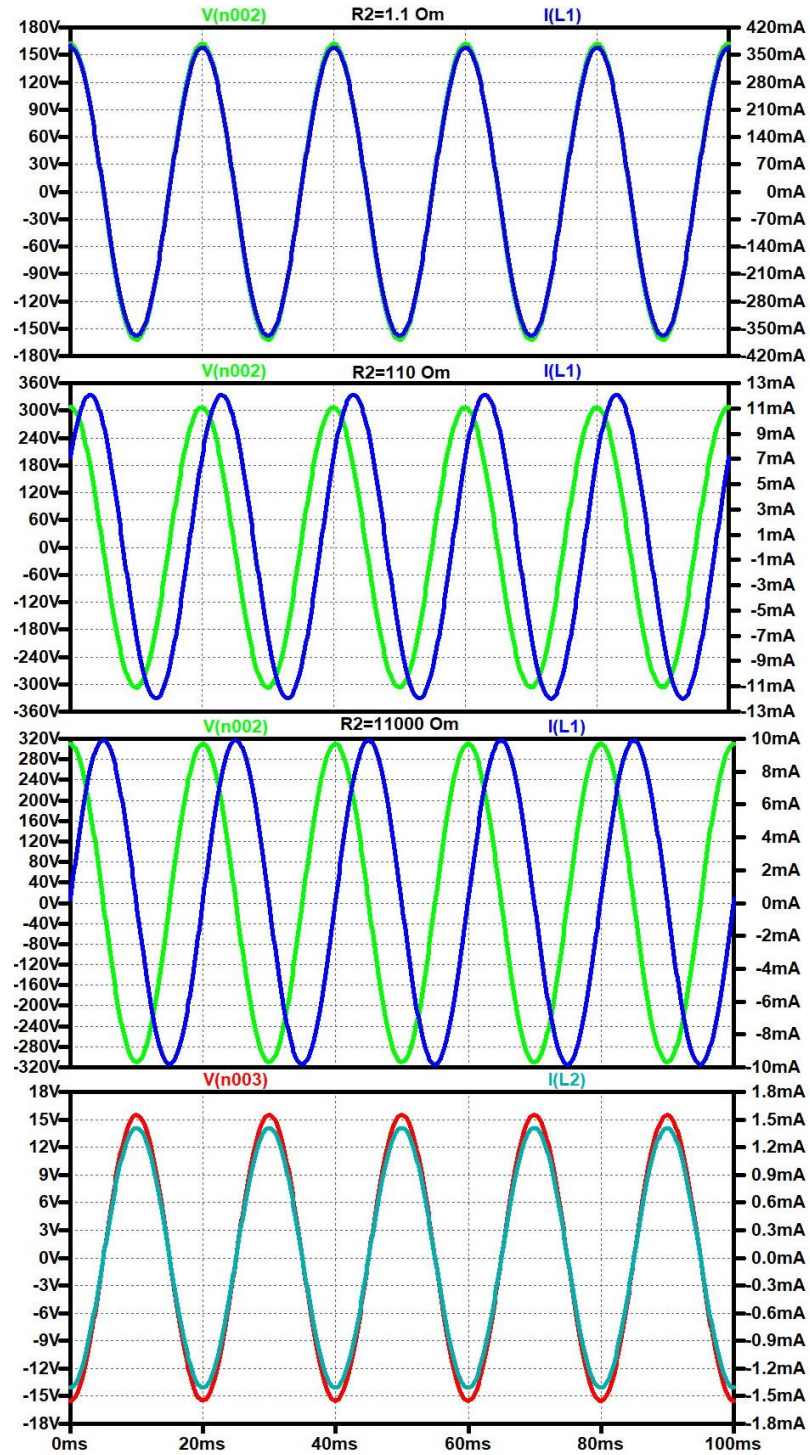 V(n002) R2=1.1 Om I(L1)
180V 420mA
150V 350mA
120V 280mA
90V 210mA
60V 140mA
30V 70mA
0V 0mA
-30V -70mA
-60V -140mA
-90V -210mA
-120V -280mA
-150V -350mA
-180V -420mA
V(n002) R2=110 Om I(L1)
360V 13mA
300V 11mA
240V 9mA
180V 7mA
120V 5mA
60V 3mA
0V 1mA
-60V -1mA
-120V -3mA
-180V -5mA
-240V -7mA
-300V -9mA
-360V -11mA
-13mA
V(n002) R2=11000 Om I(L1)
320V 10mA
280V 8mA
240V 6mA
200V 4mA
160V 2mA
120V 0mA
80V -2mA
40V -4mA
0V -6mA
-40V -8mA
-80V -10mA
-120V
-160V
-200V
-240V
-280V
-320V
V(n003) I(L2)
18V 1.8mA
15V 1.5mA
12V 1.2mA
9V 0.9mA
6V 0.6mA
3V 0.3mA
0V 0.0mA
-3V -0.3mA
-6V -0.6mA
-9V -0.9mA
-12V -1.2mA
-15V -1.5mA
-18V -1.8mA
0ms 20ms 40ms 60ms 80ms 100ms